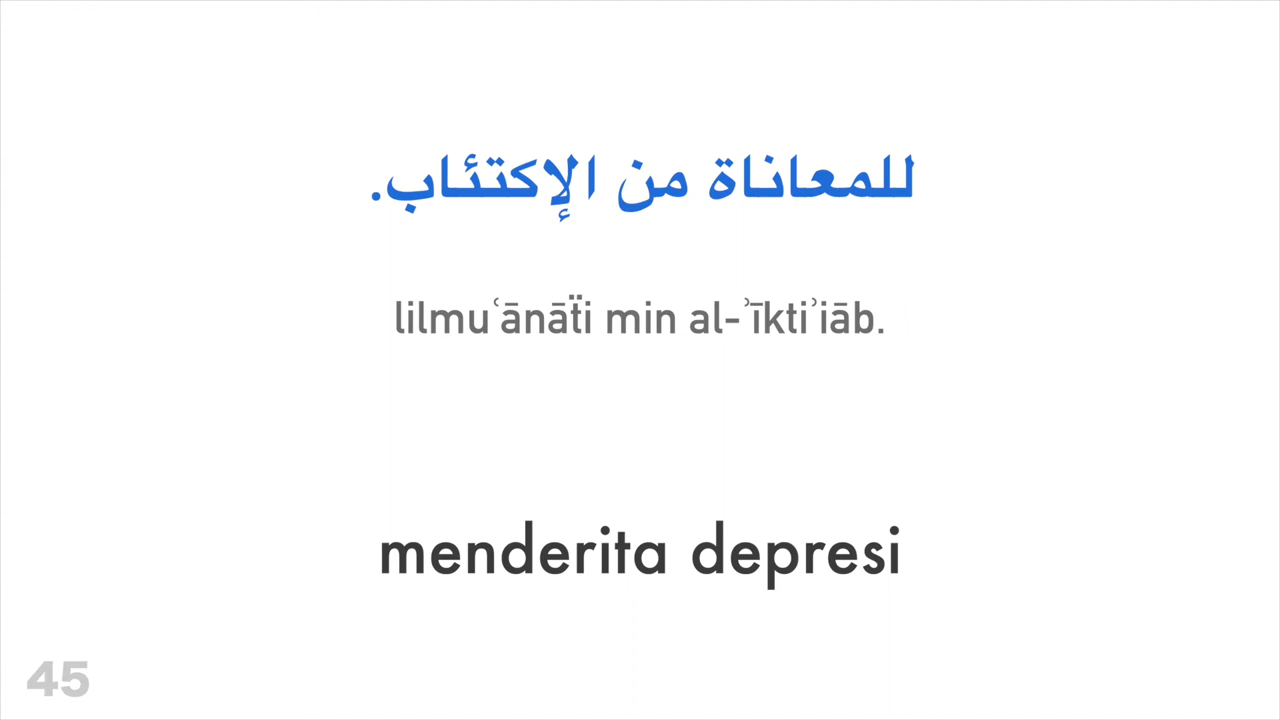 للمعاناة من الإكتئاب.
lilmuʿānāẗi min al-ʾīktiʾiāb.
menderita depresi
45